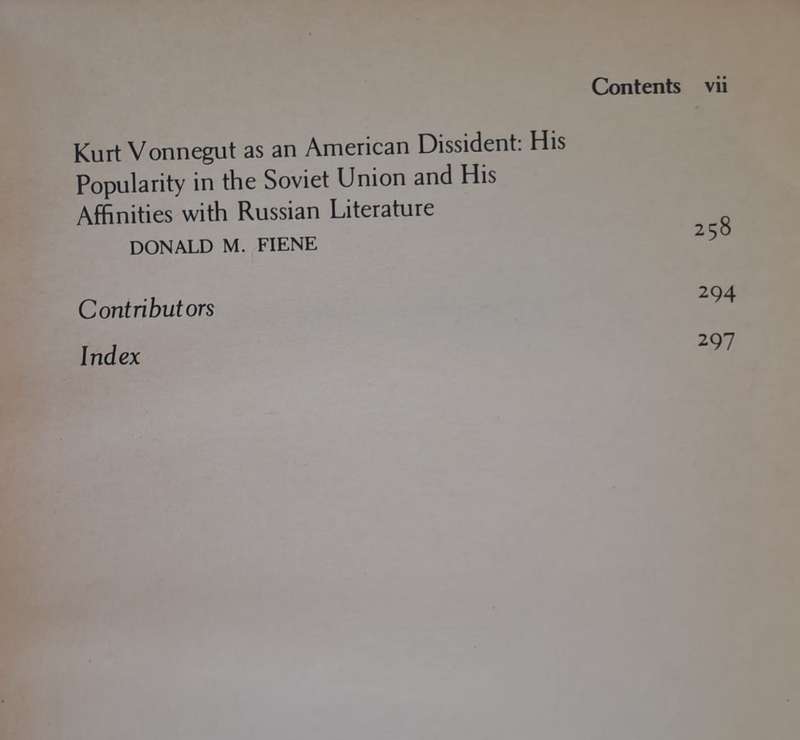 Contents vii
Kurt Vonnegut as an American Dissident: His
Popularity in the Soviet Union and His
Affinities with Russian Literature
DONALD M. FIENE 258
Contributors 294
Index 297